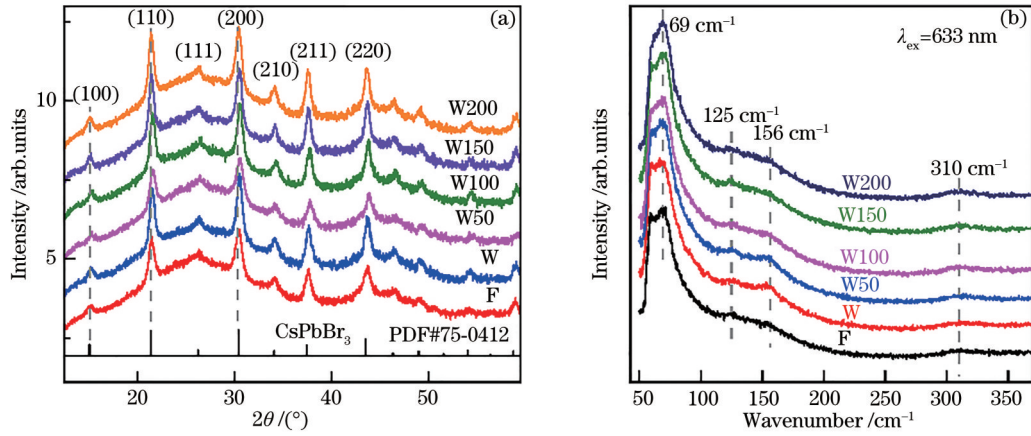 (a)
(110)
(200)
(111)
(211)
(220)
(210)
(100)
10
5
W200
W150
W100
W50
W
F
CsPbBr₃
PDF#75-0412
20
30
40
50
2θ /(°)
Intensity /arb.units
(b)
69 cm⁻¹
λex=633 nm
125 cm⁻¹
156 cm⁻¹
310 cm⁻¹
W200
W150
W100
W50
W
F
50
100
150
200
250
300
350
Wavenumber /cm⁻¹
Intensity /arb.units